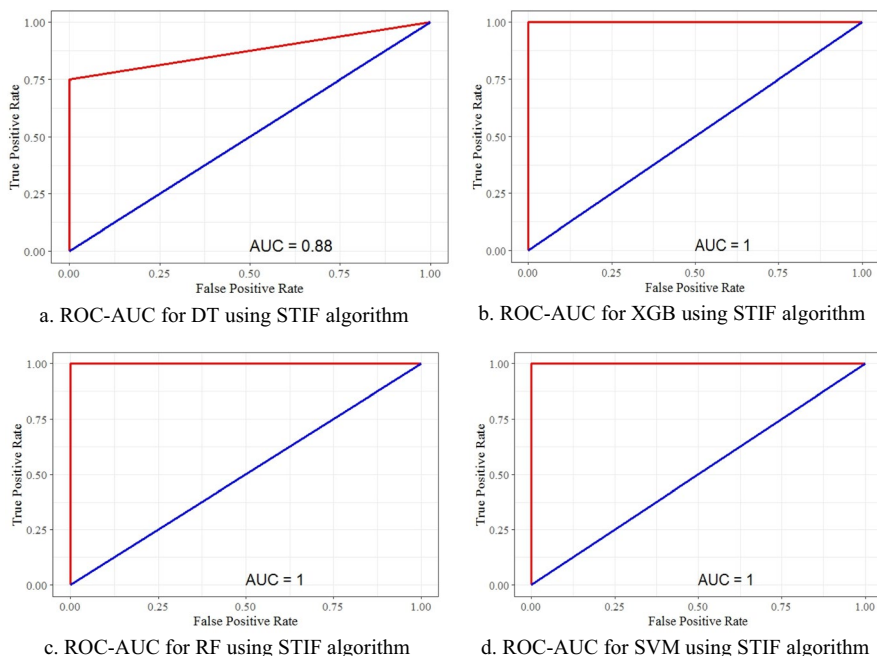 1.00
0.75
0.50
0.25
0.00
True Positive Rate
AUC = 0.88
0.00 0.25 0.50 0.75 1.00
False Positive Rate
a. ROC-AUC for DT using STIF algorithm
1.00
0.75
0.50
0.25
0.00
True Positive Rate
AUC = 1
0.00 0.25 0.50 0.75 1.00
False Positive Rate
b. ROC-AUC for XGB using STIF algorithm
1.00
0.75
0.50
0.25
0.00
True Positive Rate
AUC = 1
0.00 0.25 0.50 0.75 1.00
False Positive Rate
c. ROC-AUC for RF using STIF algorithm
1.00
0.75
0.50
0.25
0.00
True Positive Rate
AUC = 1
0.00 0.25 0.50 0.75 1.00
False Positive Rate
d. ROC-AUC for SVM using STIF algorithm